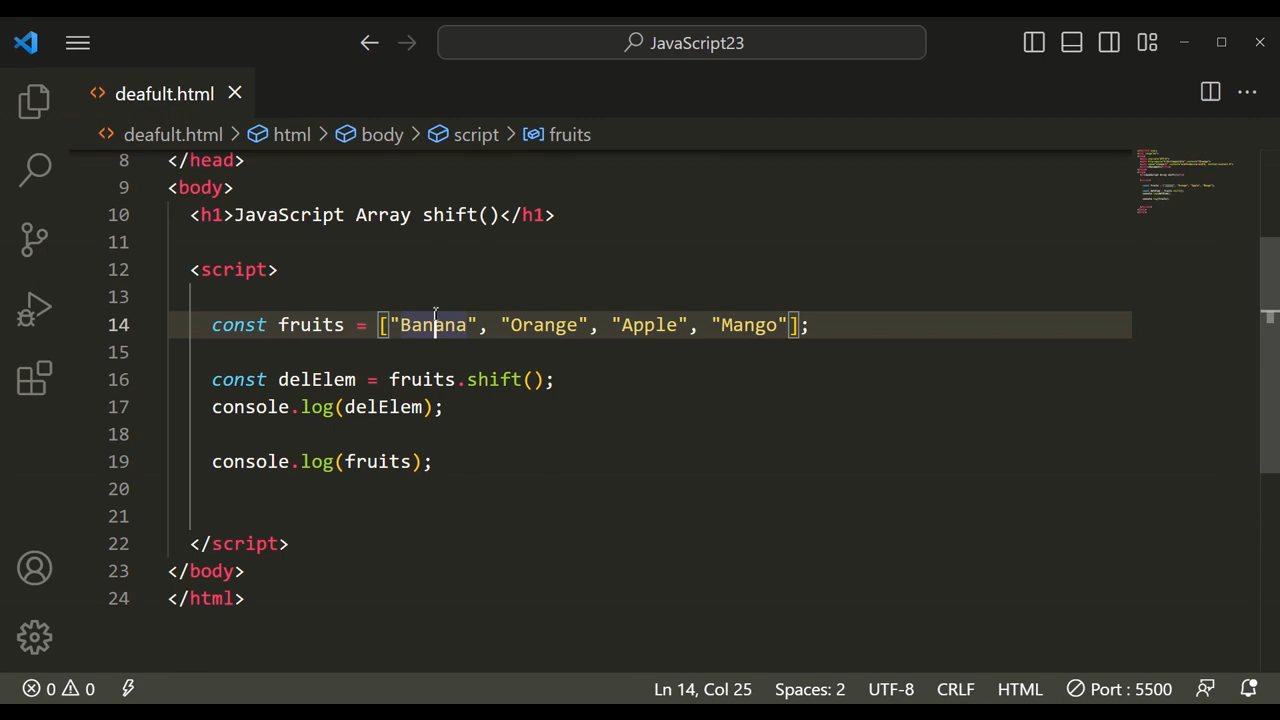 JavaScript23
deafult.html
deafult.html > html > body > script > fruits
8 </head>
9 <body>
10 <h1>JavaScript Array shift()</h1>
11
12 <script>
13
14 const fruits = ["Banana", "Orange", "Apple", "Mango"];
15
16 const delElem = fruits.shift();
17 console.log(delElem);
18
19 console.log(fruits);
20
21
22 </script>
23 </body>
24 </html>
0 0 Ln 14, Col 25 Spaces: 2 UTF-8 CRLF HTML Port : 5500